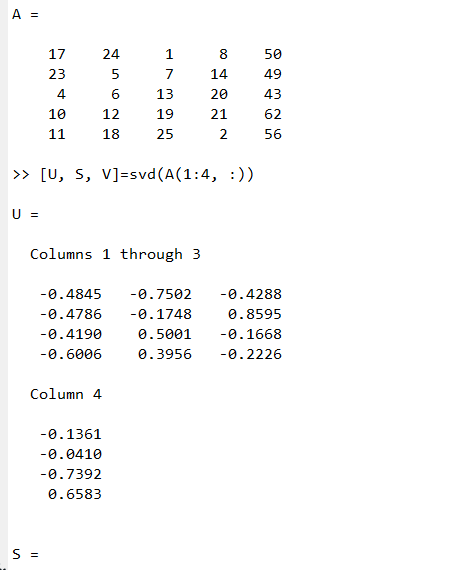 A =
17 24 1 8 50
23 5 7 14 49
4 6 13 20 43
10 12 19 21 62
11 18 25 2 56
>> [U, S, V]=svd(A(1:4, :))
U =
Columns 1 through 3
-0.4845 -0.7502 -0.4288
-0.4786 -0.1748 0.8595
-0.4190 0.5001 -0.1668
-0.6006 0.3956 -0.2226
Column 4
-0.1361
-0.0410
-0.7392
0.6583
S =